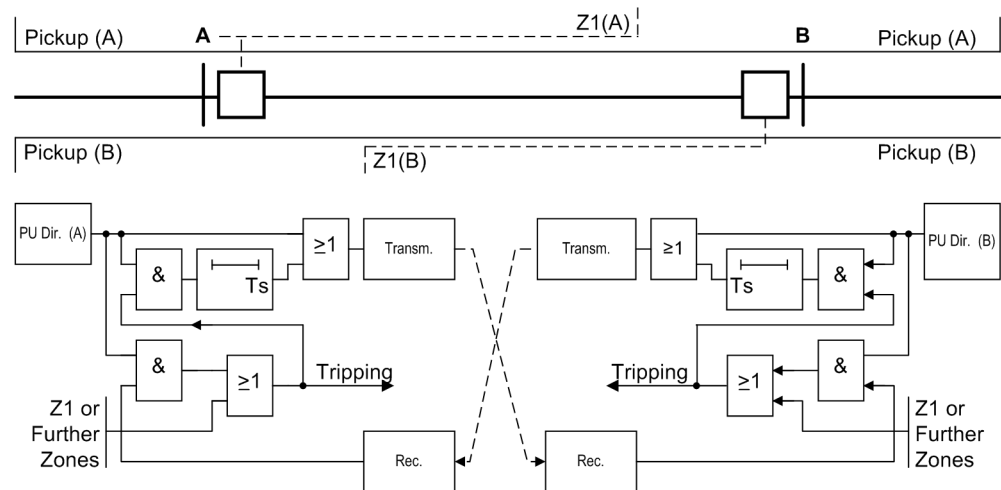 Z1(A)
Pickup (A)
A
B
Pickup (A)
Pickup (B)
Z1(B)
Pickup (B)
PU Dir. (A)
≥1
Transm.
Transm.
≥1
PU Dir. (B)
&
Ts
Ts
&
&
≥1
Tripping
Tripping
≥1
&
Z1 or
Further
Zones
Z1 or
Further
Zones
Rec.
Rec.